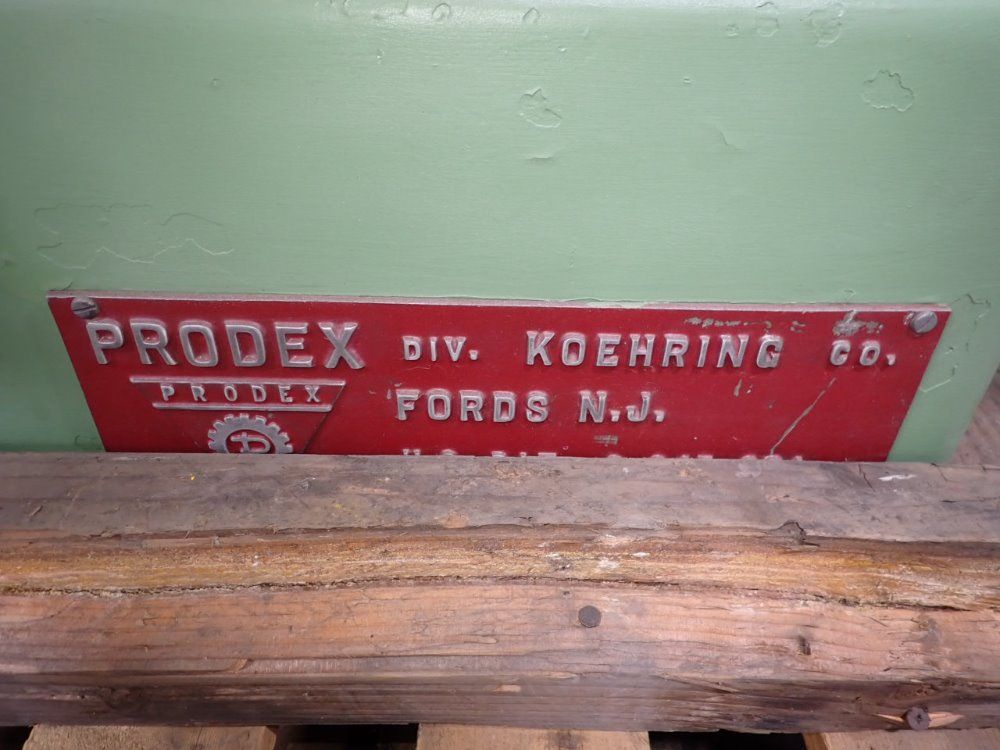 PRODEX DIV. KOEHRING CO.
PRODEX
FORDS N.J.